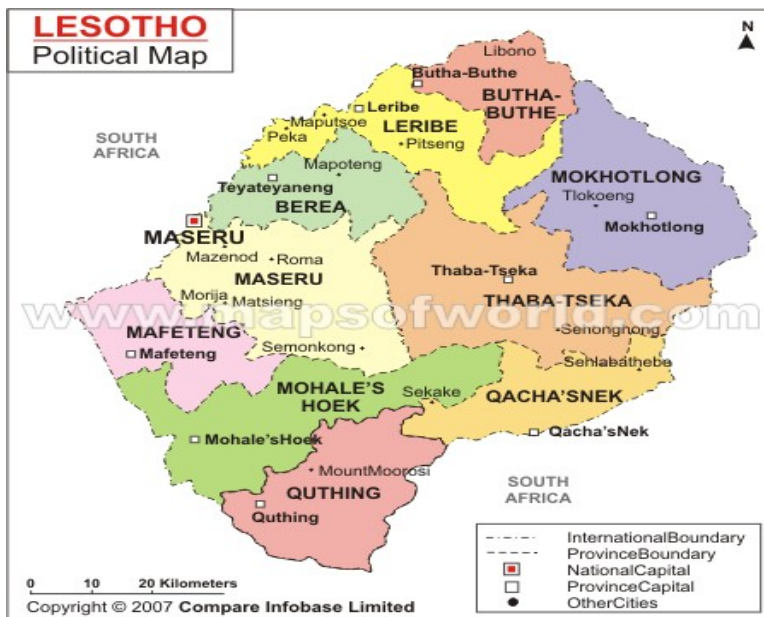 LESOTHO
Political Map
N
Libono
Butha-Buthe
BUTHA-
BUTHE
Leribe
Maputsoe
LERIBE
Peka
Pitseng
SOUTH
AFRICA
Mapoteng
MOKHOTLONG
Teyateyaneng
Tlokoeng
BEREA
Mokhotlong
MASERU
Mazenod
Roma
MASERU
Thaba-Tseka
Morija
Matsieng
THABA-TSEKA
www.mapsofworld.com
MAFETENG
Senonghong
Mafeteng
Semonkong
Sehlabathebe
MOHALE'S
HOEK
Sekake
QACHA'SNEK
Mohale'sHoek
Qacha'sNek
MountMoorosi
QUTHING
SOUTH
AFRICA
Quthing
InternationalBoundary
ProvinceBoundary
NationalCapital
ProvinceCapital
OtherCities
0 10 20 Kilometers
Copyright © 2007 Compare Infobase Limited